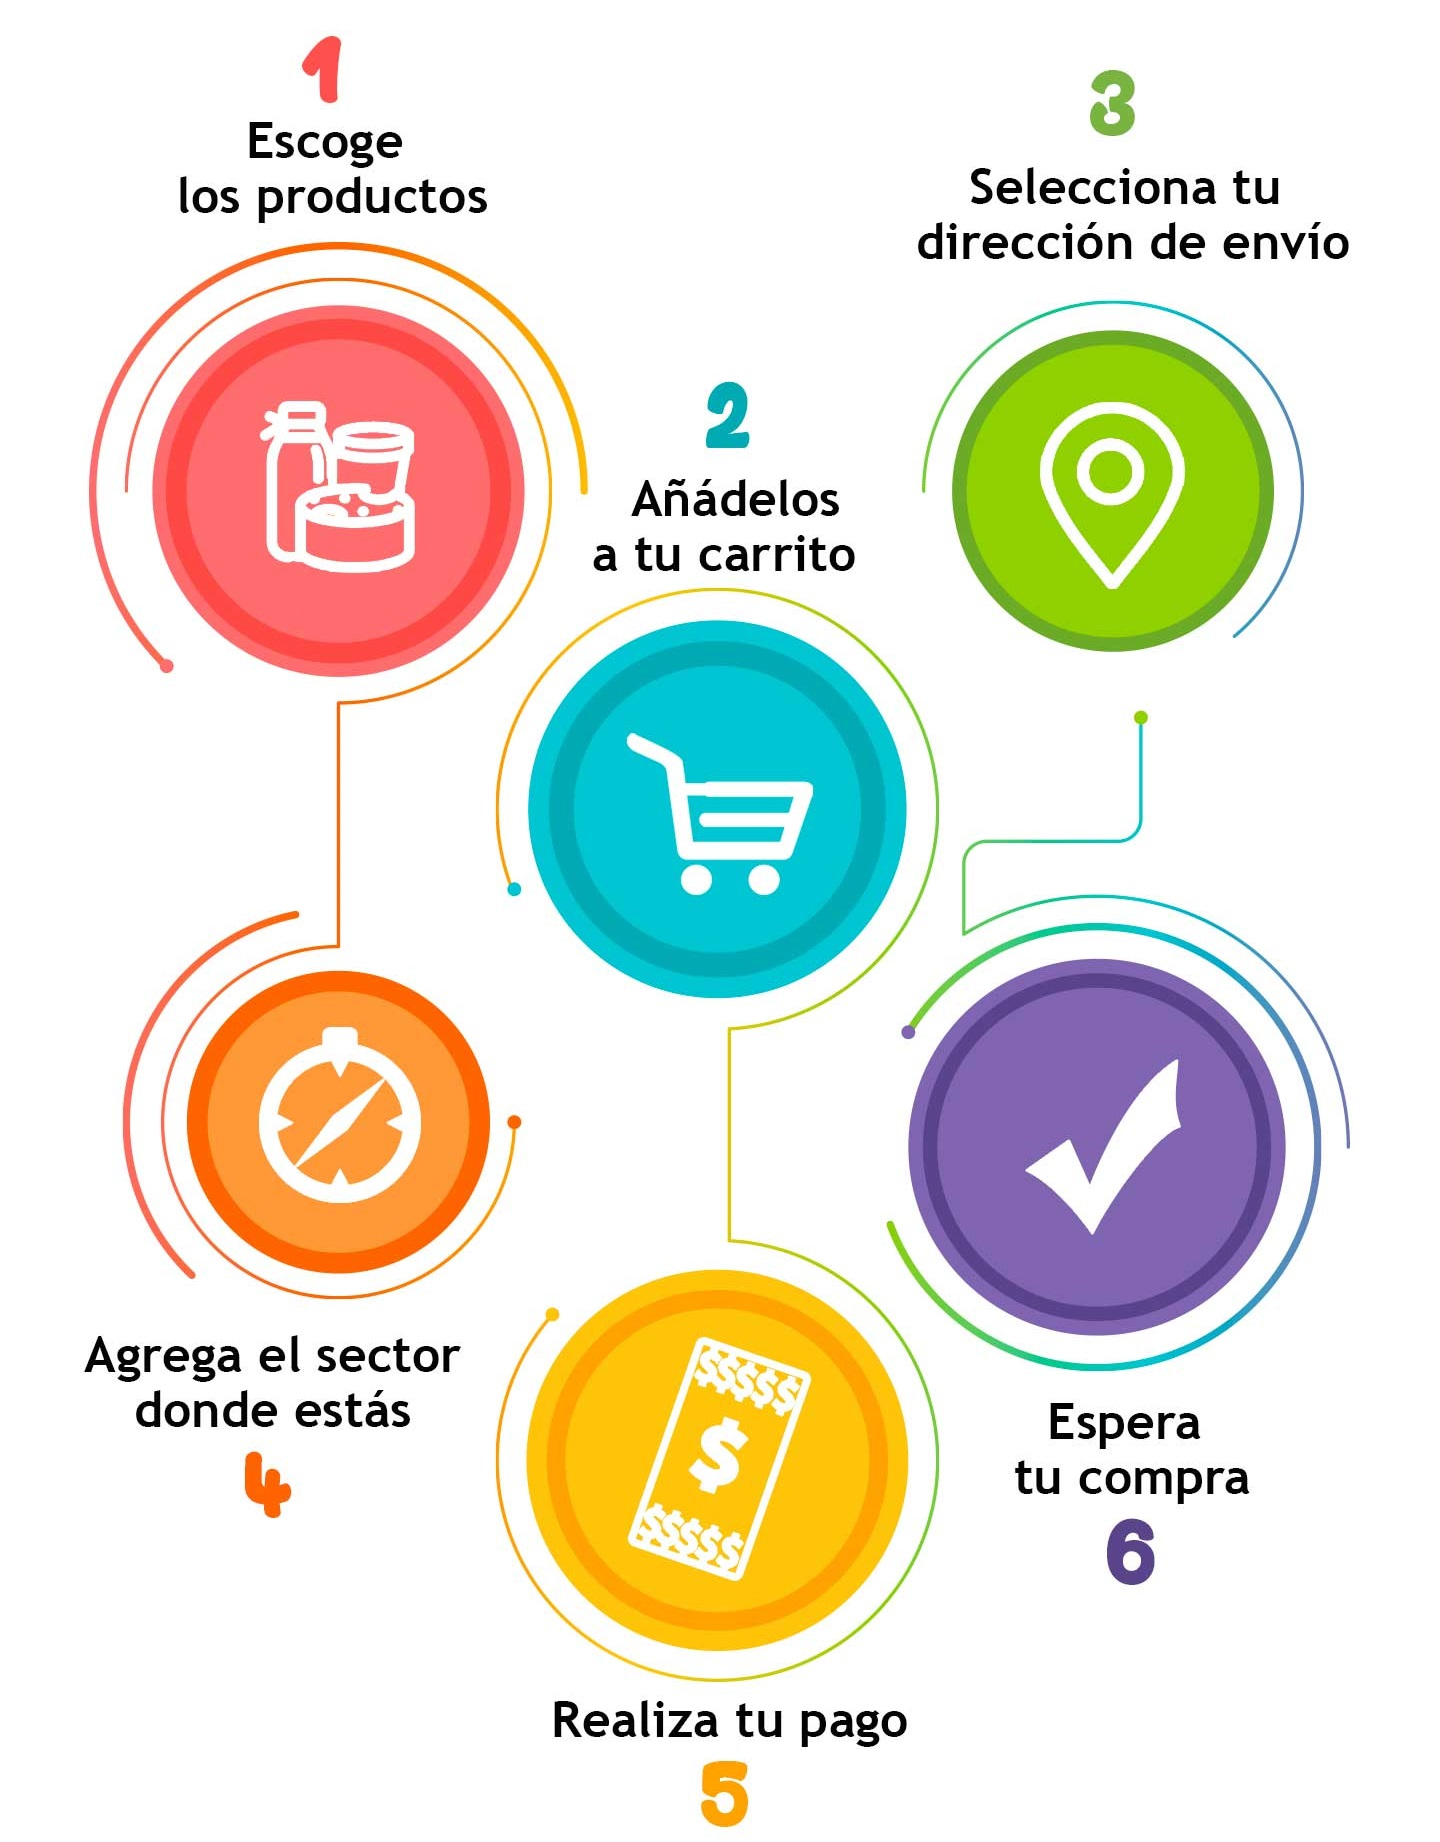 1
Escoge
los productos
2
Añádelos
a tu carrito
3
Selecciona tu
dirección de envío
Agrega el sector
donde estás
4
$$$$$
$
$$$$$
Realiza tu pago
5
Espera
tu compra
6